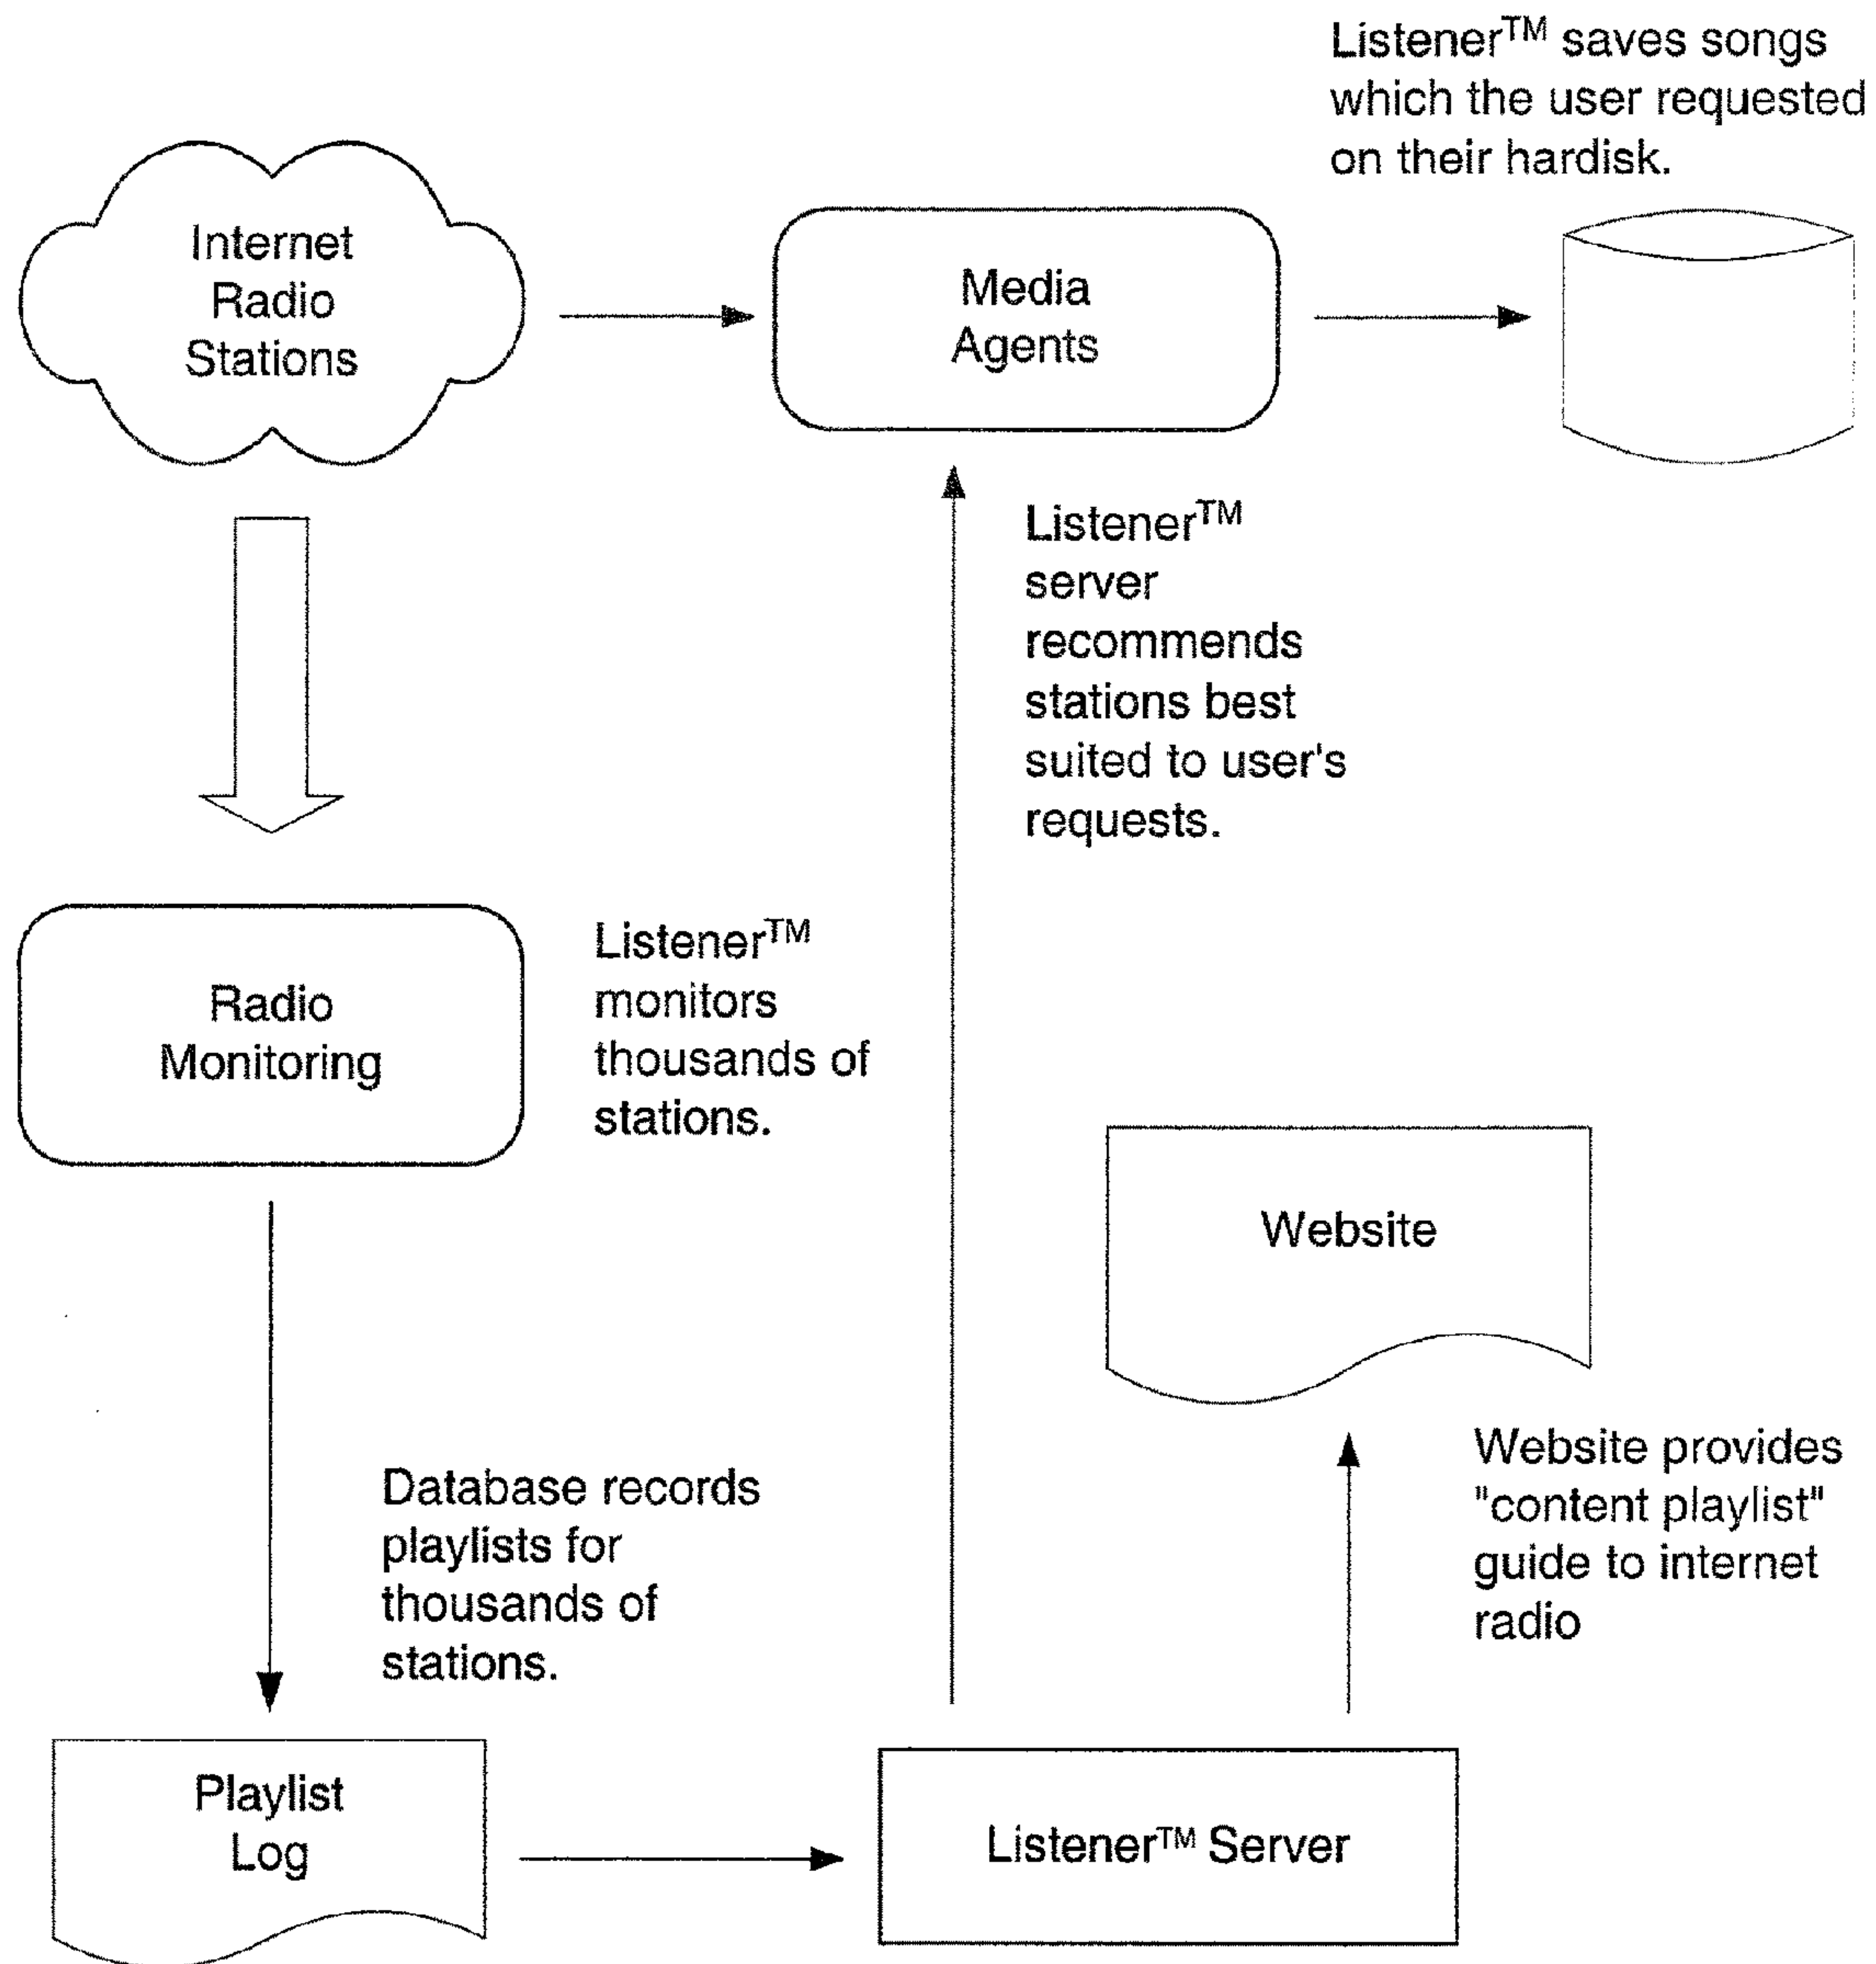 Listener™ saves songs
which the user requested
on their hardisk.
Internet
Radio
Stations
Media
Agents
Listener™
server
recommends
stations best
suited to user's
requests.
Radio
Monitoring
Listener™
monitors
thousands of
stations.
Website
Website provides
"content playlist"
guide to internet
radio
Database records
playlists for
thousands of
stations.
Playlist
Log
Listener™ Server